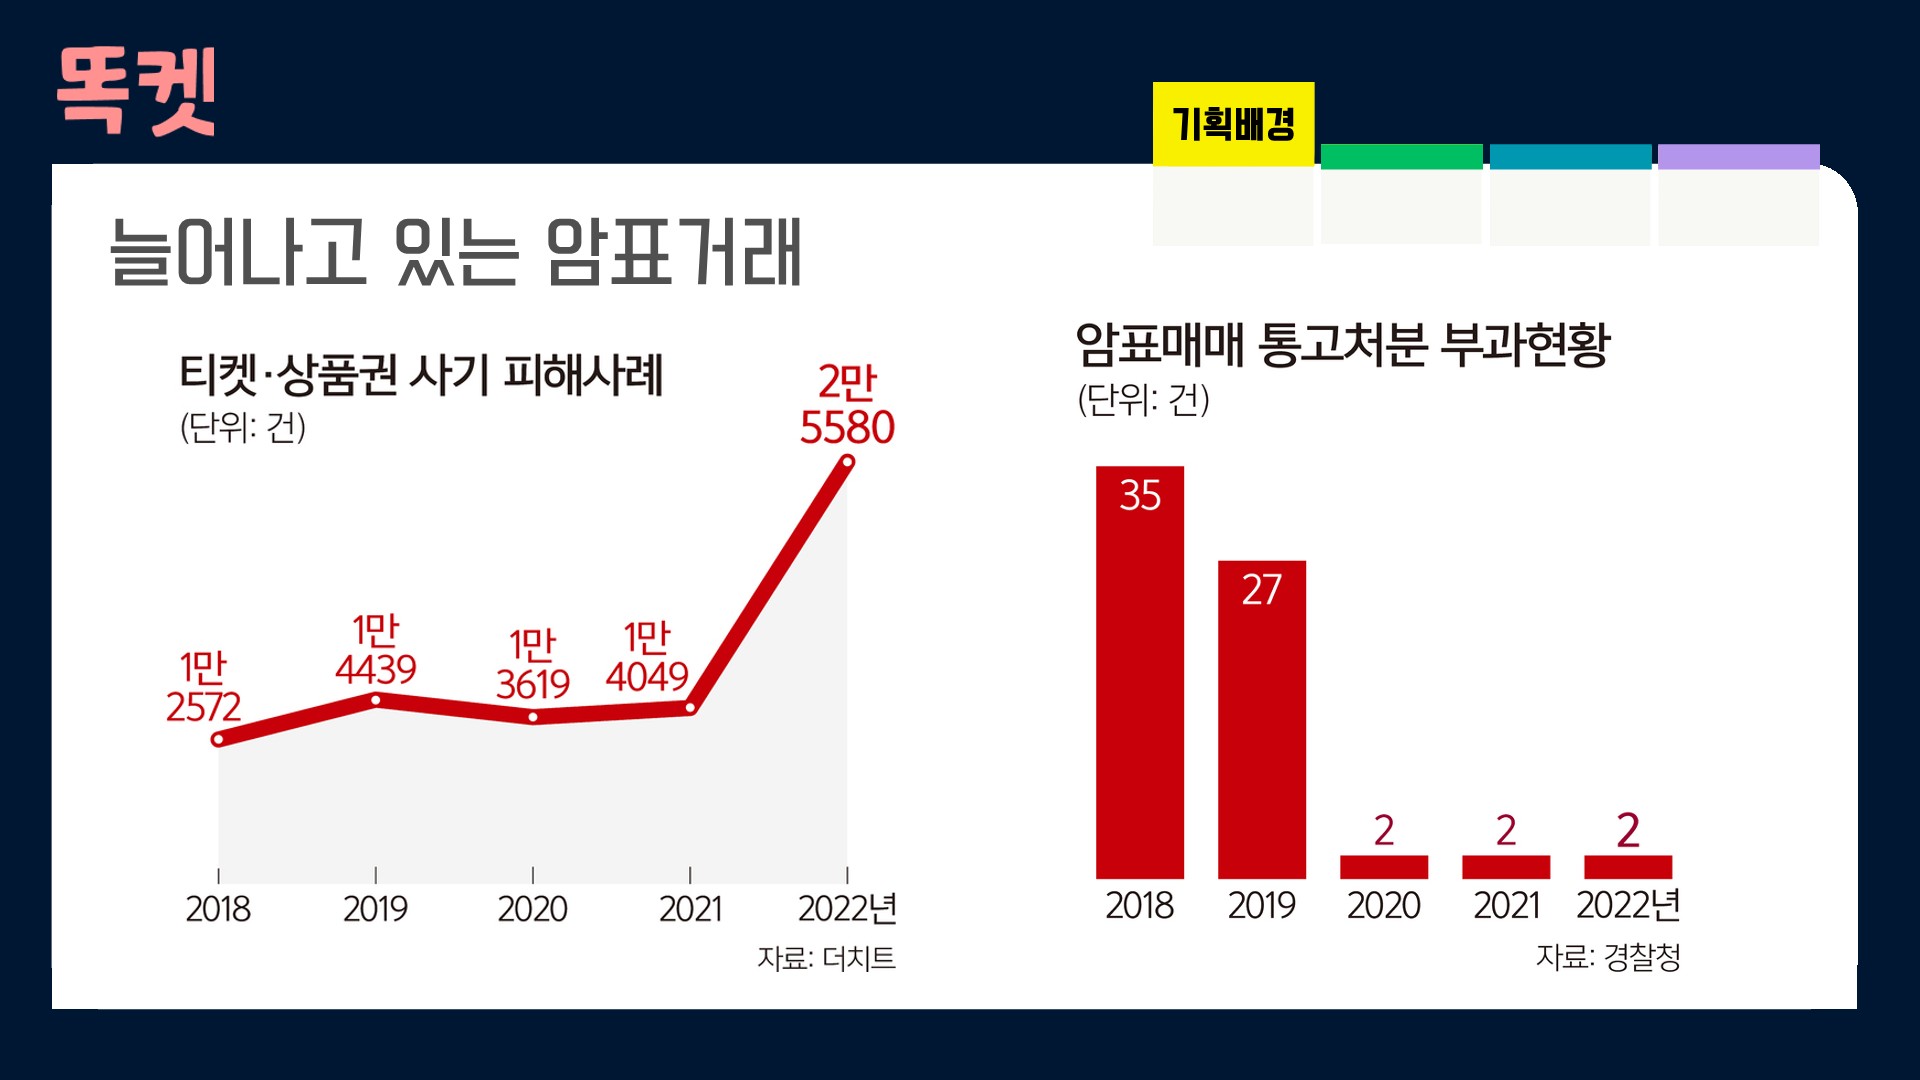 똑켓
기획배경
늘어나고 있는 암표거래
티켓·상품권 사기 피해사례
(단위: 건)
1만
2572
1만
4439
1만
3619
1만
4049
2만
5580
2018
2019
2020
2021
2022년
자료: 더치트
암표매매 통고처분 부과현황
(단위: 건)
35
27
2
2
2
2018
2019
2020
2021
2022년
자료: 경찰청